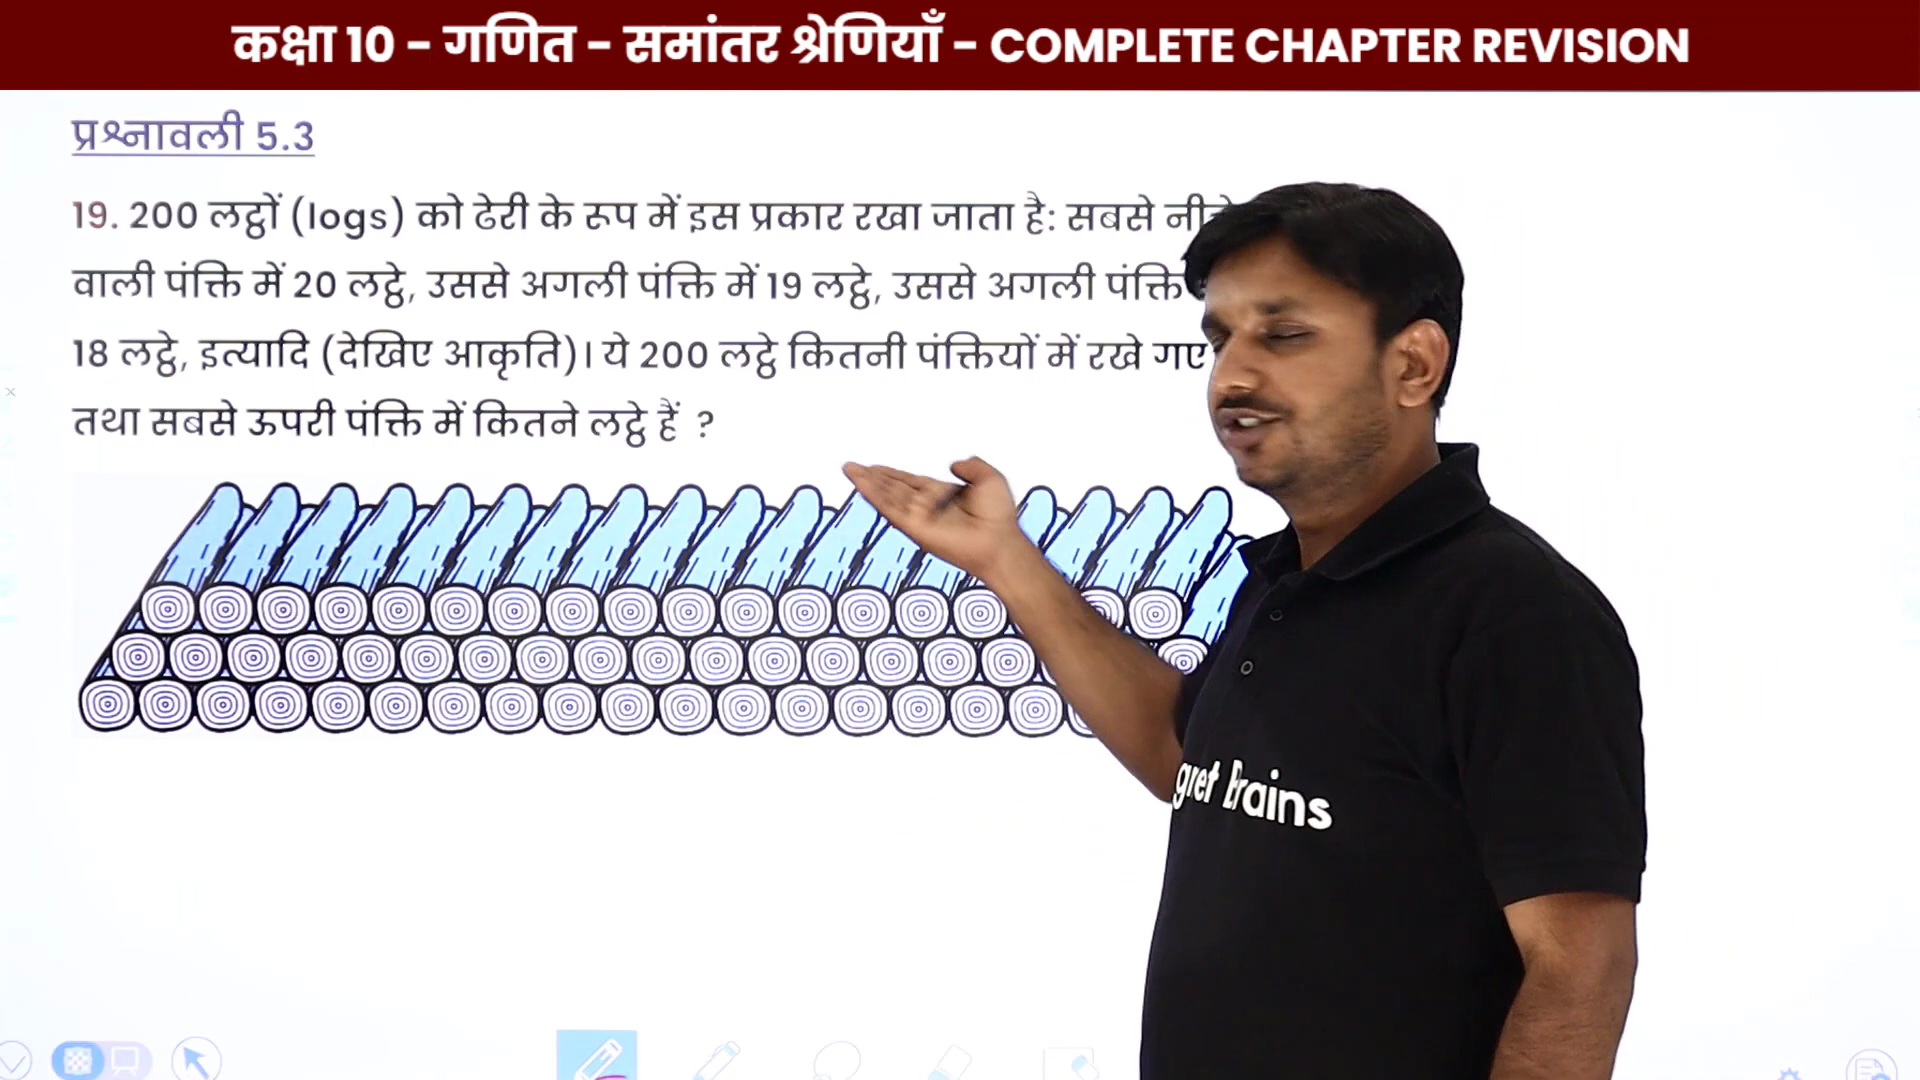 कक्षा 10 – गणित – समांतर श्रेणियाँ – COMPLETE CHAPTER REVISION
प्रश्नावली 5.3
19. 200 लट्ठों (logs) को ढेरी के रूप में इस प्रकार रखा जाता है: सबसे
वाली पंक्ति में 20 लट्ठे, उससे अगली पंक्ति में 19 लट्ठे, उससे अगली पंक्ति
18 लट्ठे, इत्यादि (देखिए आकृति)। ये 200 लट्ठे कितनी पंक्तियों में रखे गए
तथा सबसे ऊपरी पंक्ति में कितने लट्ठे हैं ?
Brains